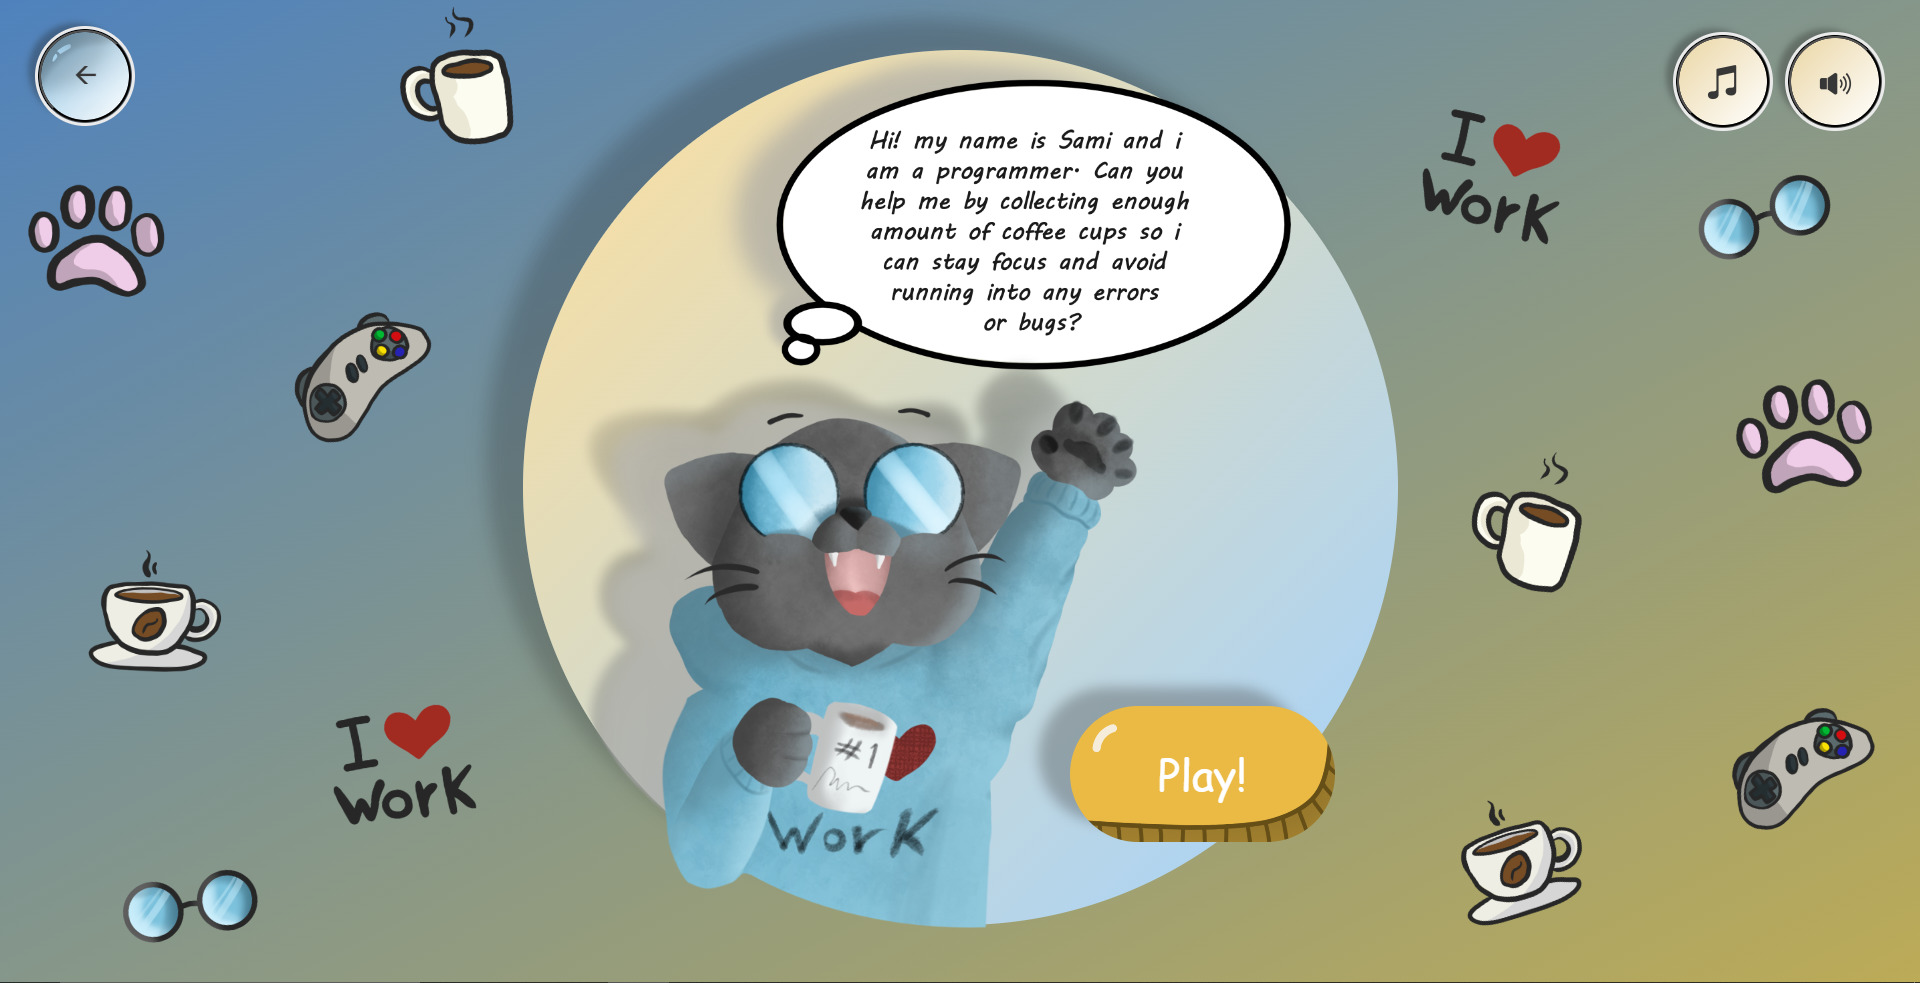 Hi! my name is Sami and i
am a programmer. Can you
help me by collecting enough
amount of coffee cups so i
can stay focus and avoid
running into any errors
or bugs?
I
Work
#1
Work
Play!
I
Work